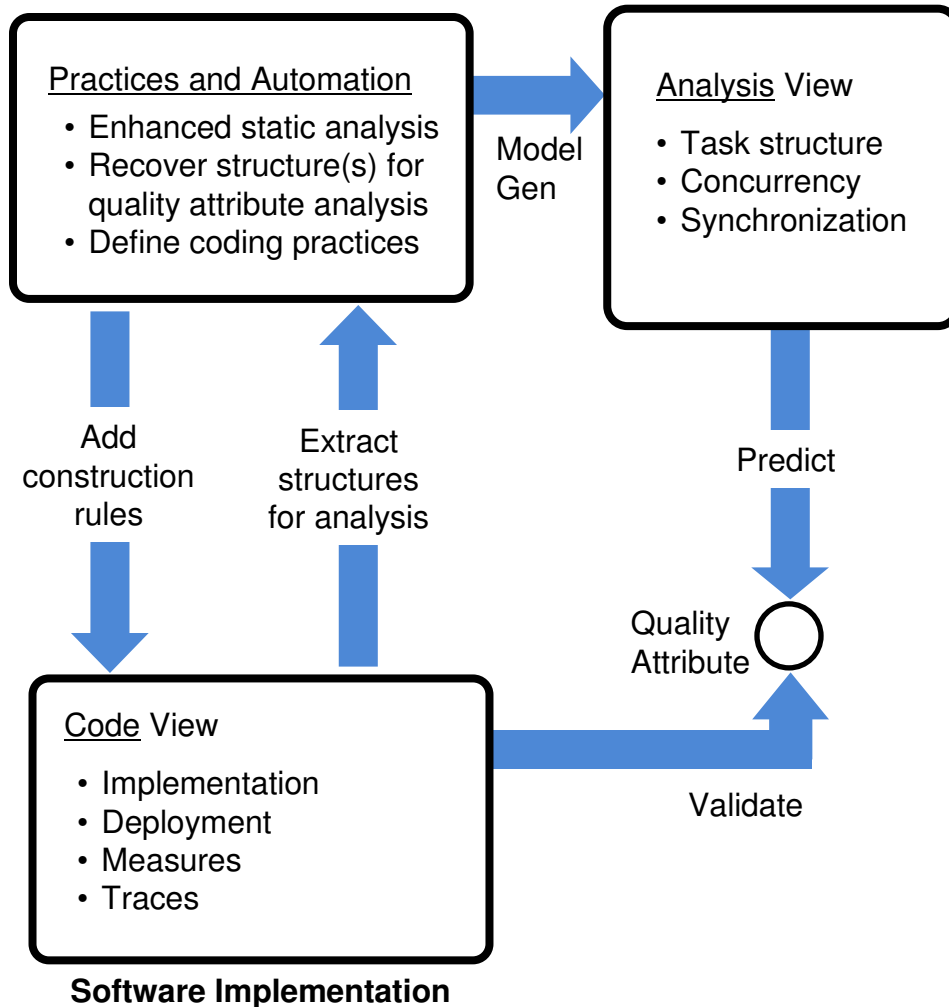 Practices and Automation
• Enhanced static analysis
• Recover structure(s) for
quality attribute analysis
• Define coding practices
Model
Gen
Analysis View
• Task structure
• Concurrency
• Synchronization
Add
construction
rules
Extract
structures
for analysis
Predict
Quality
Attribute
Code View
• Implementation
• Deployment
• Measures
• Traces
Validate
Software Implementation